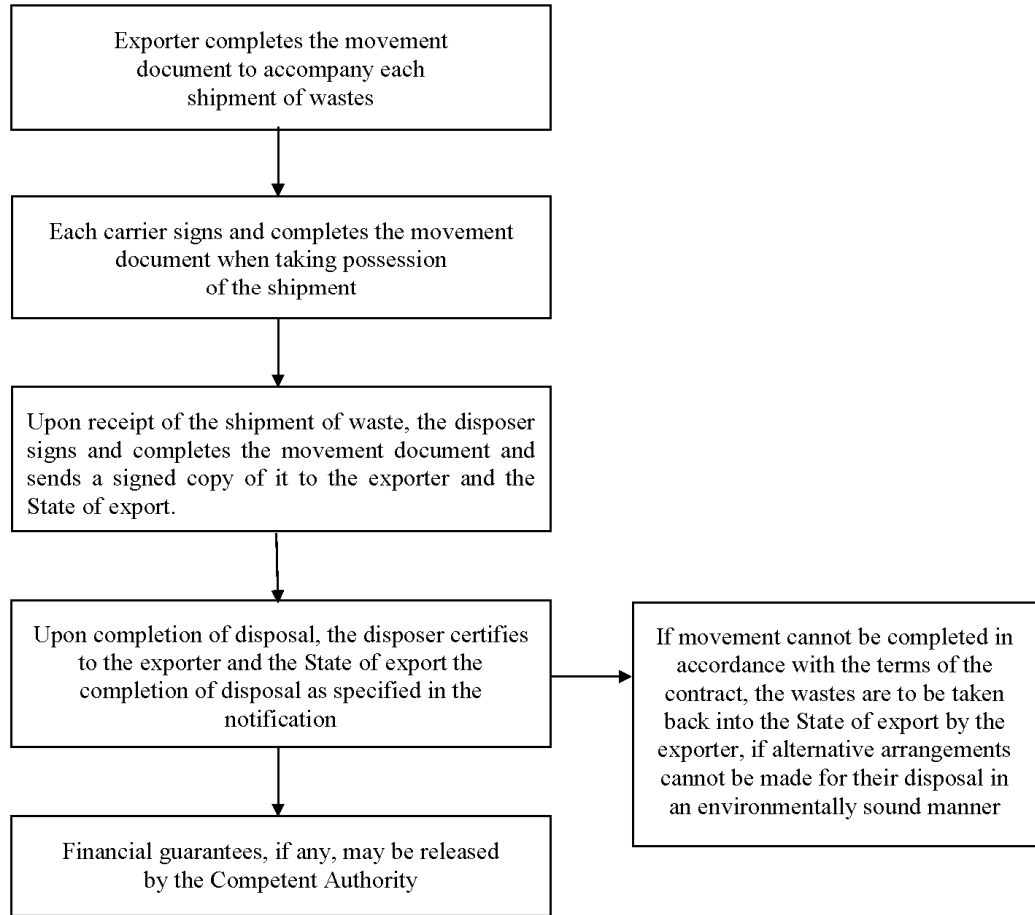 Exporter completes the movement
document to accompany each
shipment of wastes
Each carrier signs and completes the movement
document when taking possession
of the shipment
Upon receipt of the shipment of waste, the disposer
signs and completes the movement document and
sends a signed copy of it to the exporter and the
State of export.
Upon completion of disposal, the disposer certifies
to the exporter and the State of export the
completion of disposal as specified in the
notification
If movement cannot be completed in
accordance with the terms of the
contract, the wastes are to be taken
back into the State of export by the
exporter, if alternative arrangements
cannot be made for their disposal in
an environmentally sound manner
Financial guarantees, if any, may be released
by the Competent Authority